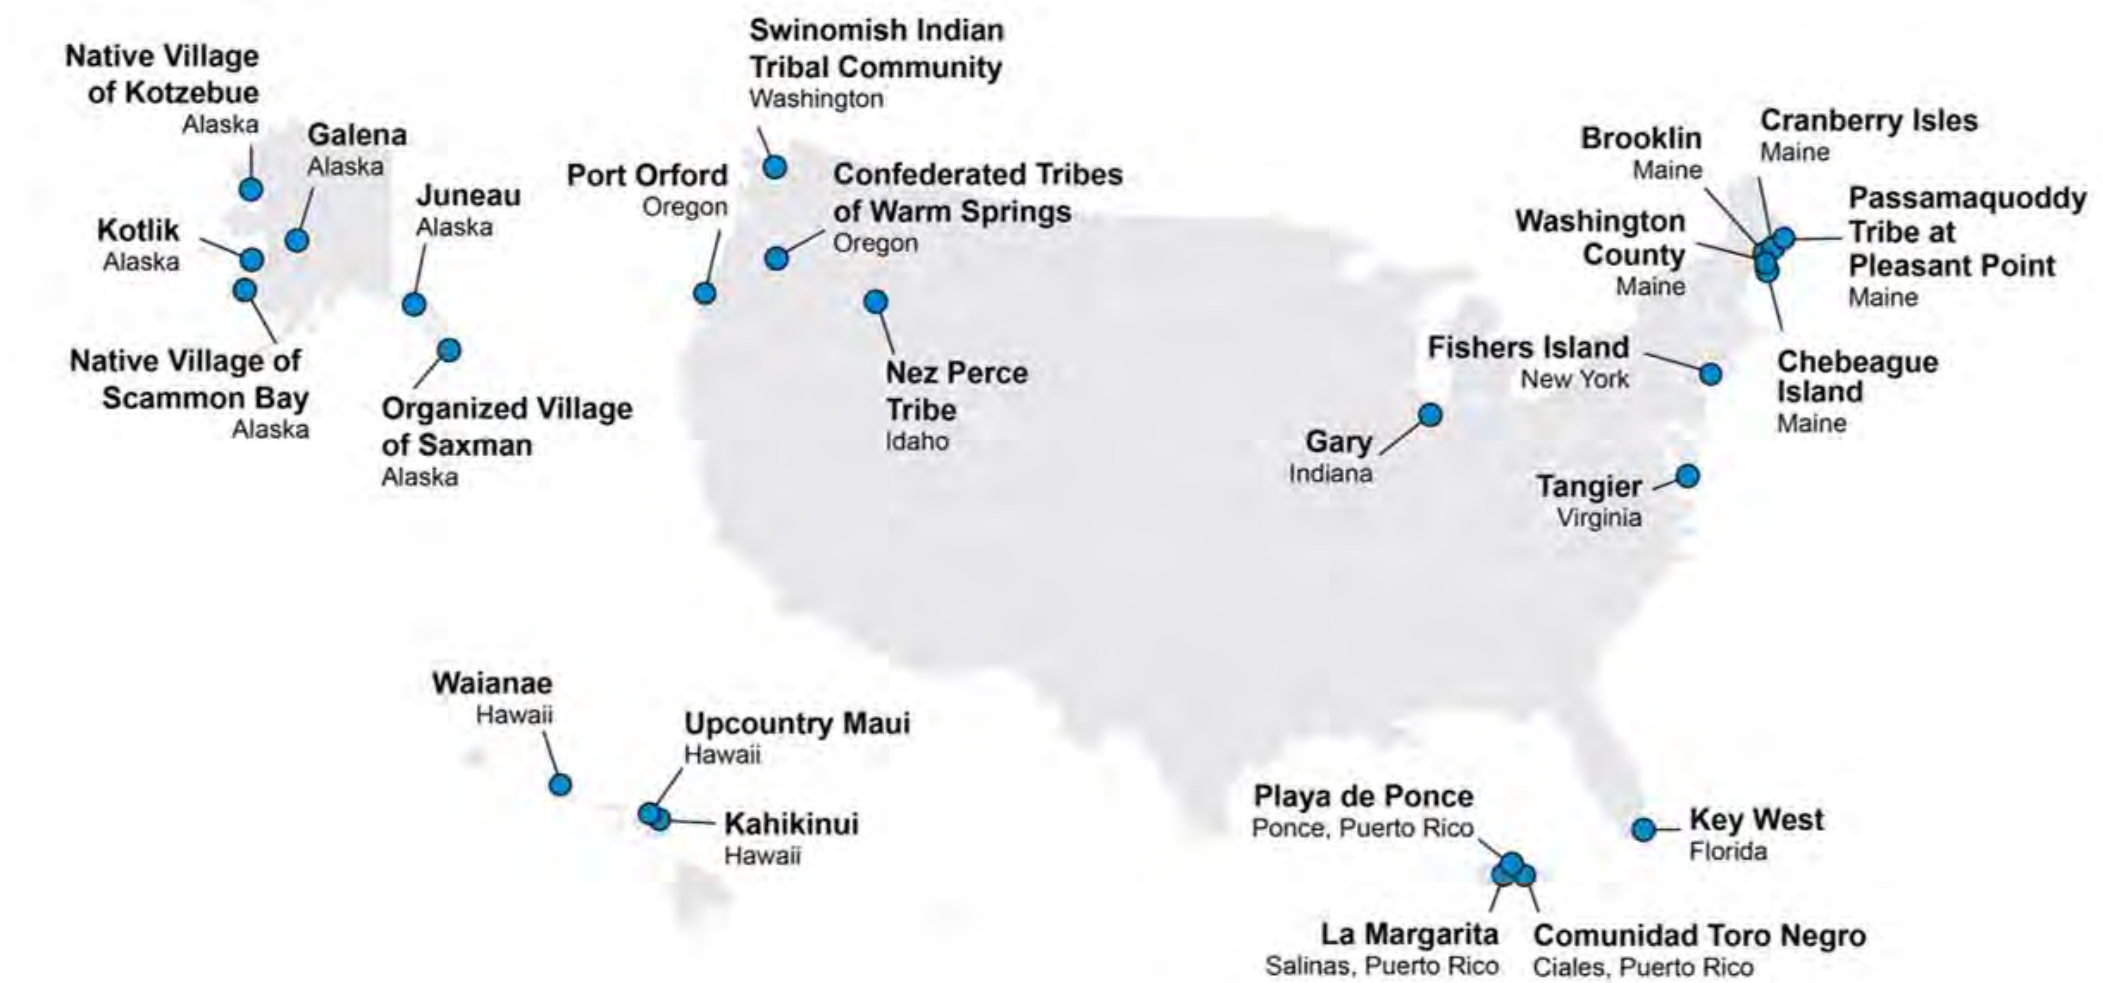 Native Village
of Kotzebue
Alaska
Galena
Alaska
Juneau
Alaska
Kotlik
Alaska
Native Village of
Scammon Bay
Alaska
Organized Village
of Saxman
Alaska
Swinomish Indian
Tribal Community
Washington
Port Orford
Oregon
Confederated Tribes
of Warm Springs
Oregon
Nez Perce
Tribe
Idaho
Brooklin
Maine
Cranberry Isles
Maine
Washington
County
Maine
Passamaquoddy
Tribe at
Pleasant Point
Maine
Fishers Island
New York
Chebeague
Island
Maine
Gary
Indiana
Tangier
Virginia
Waianae
Hawaii
Upcountry Maui
Hawaii
Kahikinui
Hawaii
Playa de Ponce
Ponce, Puerto Rico
Key West
Florida
La Margarita
Salinas, Puerto Rico
Comunidad Toro Negro
Ciales, Puerto Rico